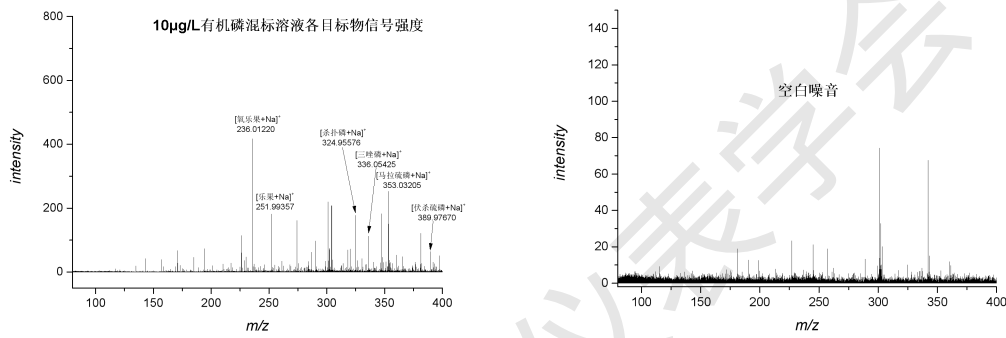 10μg/L有机磷混标溶液各目标物信号强度
800
600
400
200
0
intensity
[氧乐果+Na]⁺
236.01220
[乐果+Na]⁺
251.99357
[杀扑磷+Na]⁺
324.95576
[三唑磷+Na]⁺
336.05425
[马拉硫磷+Na]⁺
353.03205
[伏杀硫磷+Na]⁺
389.97670
100 150 200 250 300 350 400
m/z
空白噪音
140
120
100
80
60
40
20
0
intensity
100 150 200 250 300 350 400
m/z
仪表学会